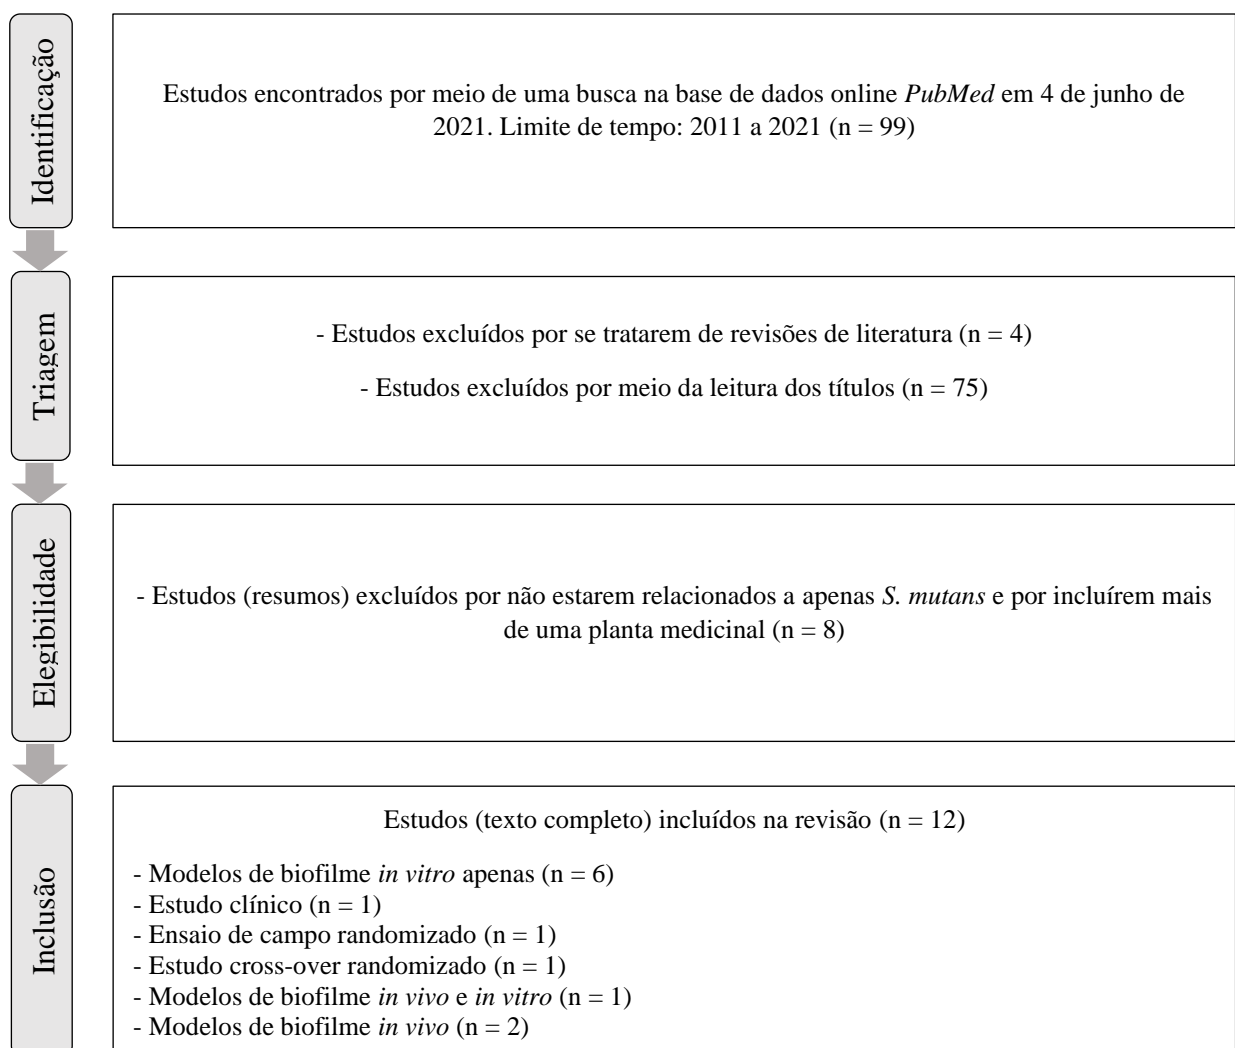 Identificação
Estudos encontrados por meio de uma busca na base de dados online PubMed em 4 de junho de
2021. Limite de tempo: 2011 a 2021 (n = 99)
Triagem
- Estudos excluídos por se tratarem de revisões de literatura (n = 4)
- Estudos excluídos por meio da leitura dos títulos (n = 75)
Elegibilidade
- Estudos (resumos) excluídos por não estarem relacionados a apenas S. mutans e por incluírem mais
de uma planta medicinal (n = 8)
Inclusão
Estudos (texto completo) incluídos na revisão (n = 12)
- Modelos de biofilme in vitro apenas (n = 6)
- Estudo clínico (n = 1)
- Ensaio de campo randomizado (n = 1)
- Estudo cross-over randomizado (n = 1)
- Modelos de biofilme in vivo e in vitro (n = 1)
- Modelos de biofilme in vivo (n = 2)